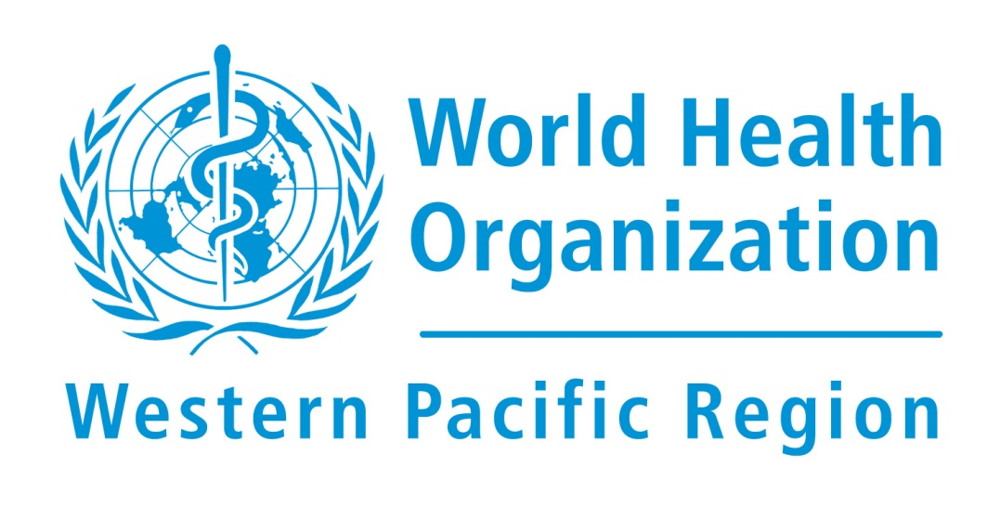 World Health
Organization
Western Pacific Region